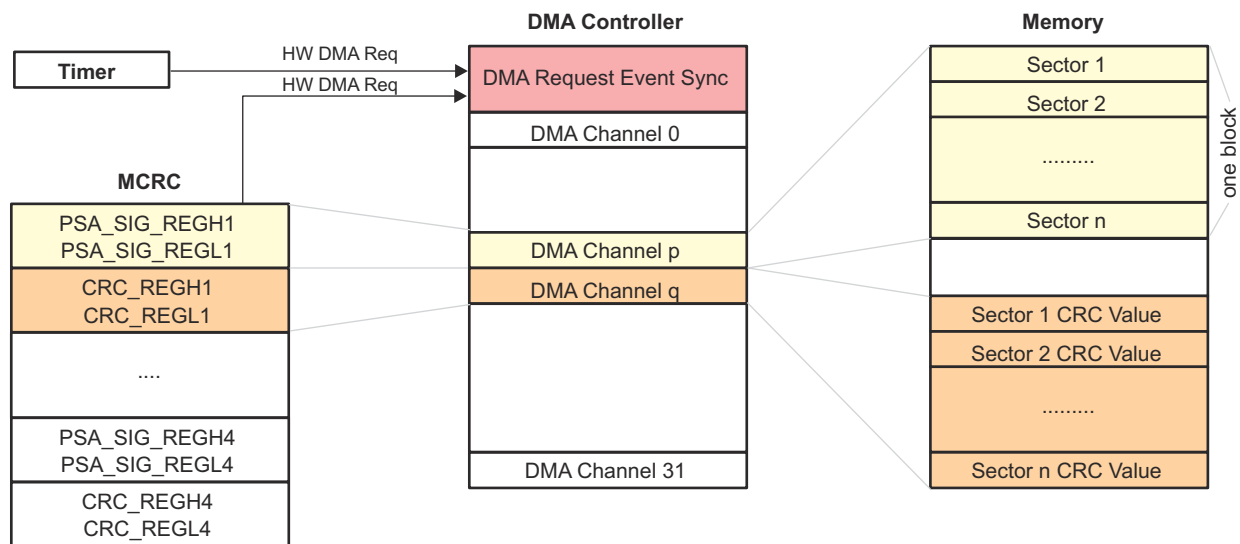 DMA Controller
Memory
Timer
HW DMA Req
HW DMA Req
DMA Request Event Sync
DMA Channel 0
DMA Channel p
DMA Channel q
DMA Channel 31
MCRC
PSA_SIG_REGH1
PSA_SIG_REGL1
CRC_REGH1
CRC_REGL1
....
PSA_SIG_REGH4
PSA_SIG_REGL4
CRC_REGH4
CRC_REGL4
Sector 1
Sector 2
.........
Sector n
one block
Sector 1 CRC Value
Sector 2 CRC Value
.........
Sector n CRC Value